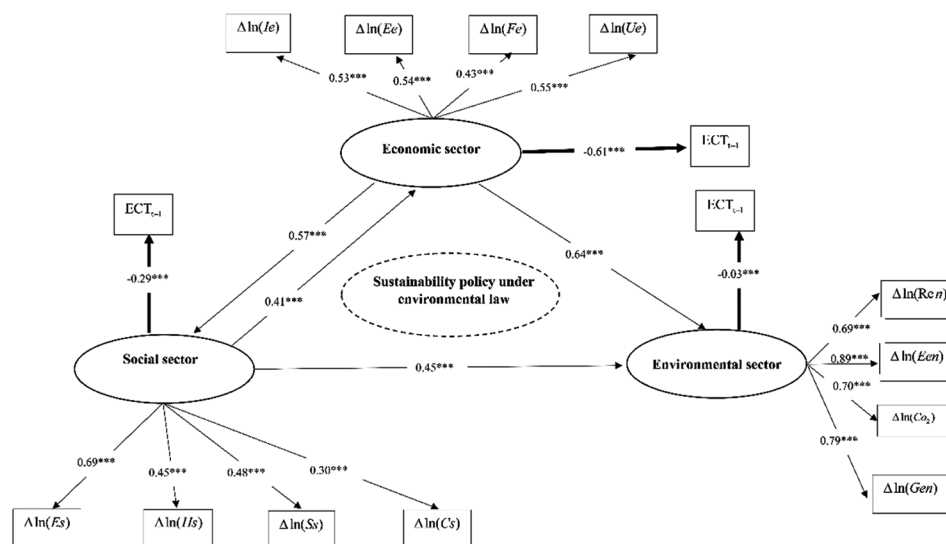 Δln(Ie)
Δln(Ee)
Δln(Fe)
Δln(Ue)
0.53***
0.54***
0.43***
0.55***
Economic sector
-0.61***
ECTt-1
ECTt-1
ECTt-1
0.57***
0.64***
-0.03***
-0.29***
0.41***
Sustainability policy under
environmental law
Δln(Ren)
0.69***
Social sector
0.45***
Environmental sector
0.89***
Δln(Een)
0.70***
Δln(Co2)
0.79***
Δln(Gen)
0.69***
0.45***
0.48***
0.30***
Δln(Es)
Δln(Hs)
Δln(Ss)
Δln(Cs)